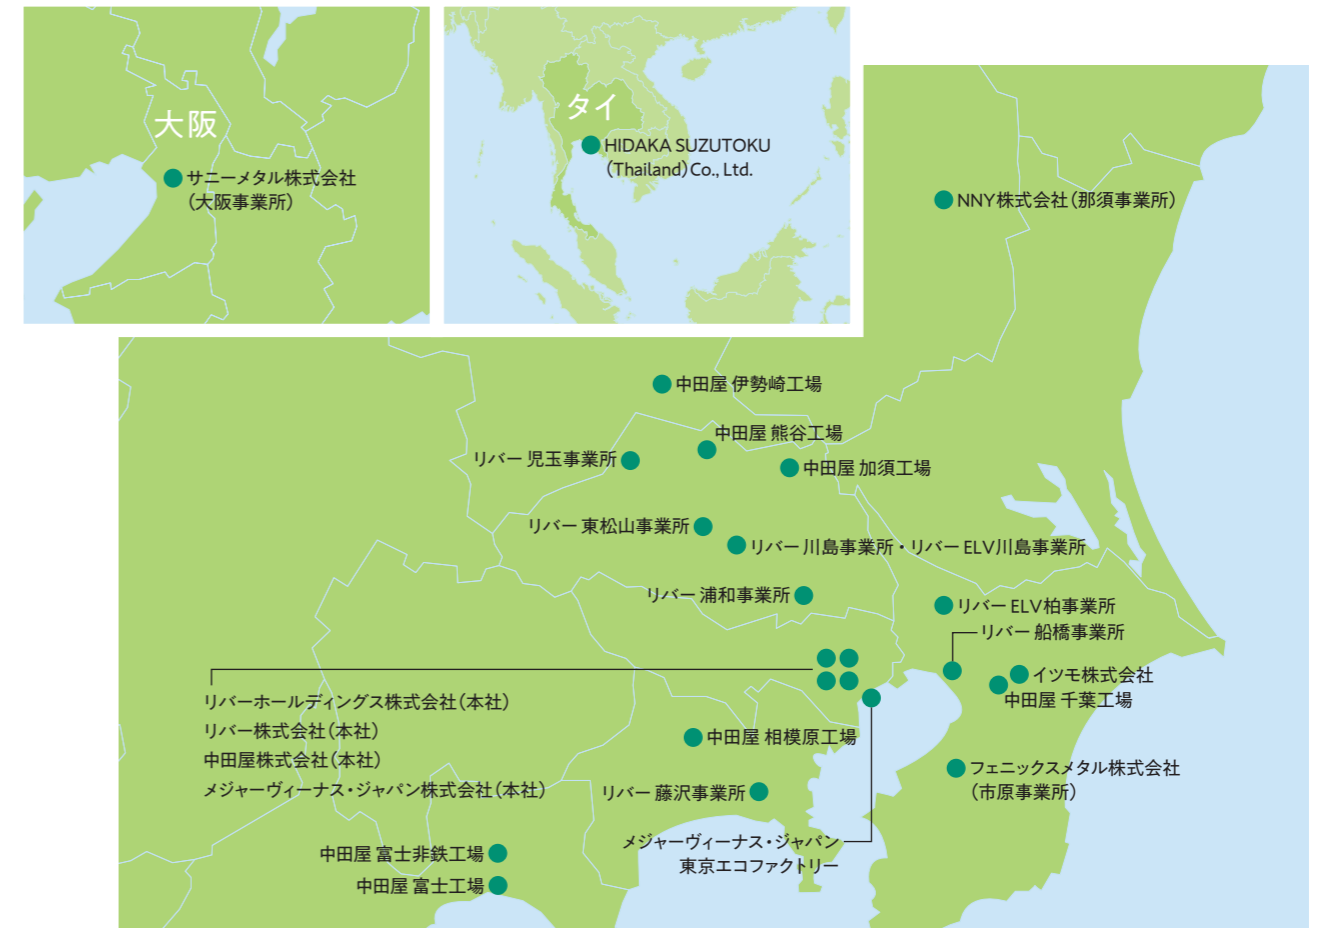 大阪
サニーメタル株式会社
（大阪事業所）
タイ
HIDAKA SUZUTOKU
（Thailand）Co., Ltd.
NNY株式会社（那須事業所）
中田屋 伊勢崎工場
中田屋 熊谷工場
リバー 児玉事業所
中田屋 加須工場
リバー 東松山事業所
リバー 川島事業所・リバー ELV川島事業所
リバー 浦和事業所
リバー ELV柏事業所
リバー 船橋事業所
イツモ株式会社
中田屋 千葉工場
リバーホールディングス株式会社（本社）
リバー株式会社（本社）
中田屋株式会社（本社）
メジャーヴィーナス・ジャパン株式会社（本社）
中田屋 相模原工場
フェニックスメタル株式会社
（市原事業所）
リバー 藤沢事業所
メジャーヴィーナス・ジャパン
東京エコファクトリー
中田屋 富士非鉄工場
中田屋 富士工場